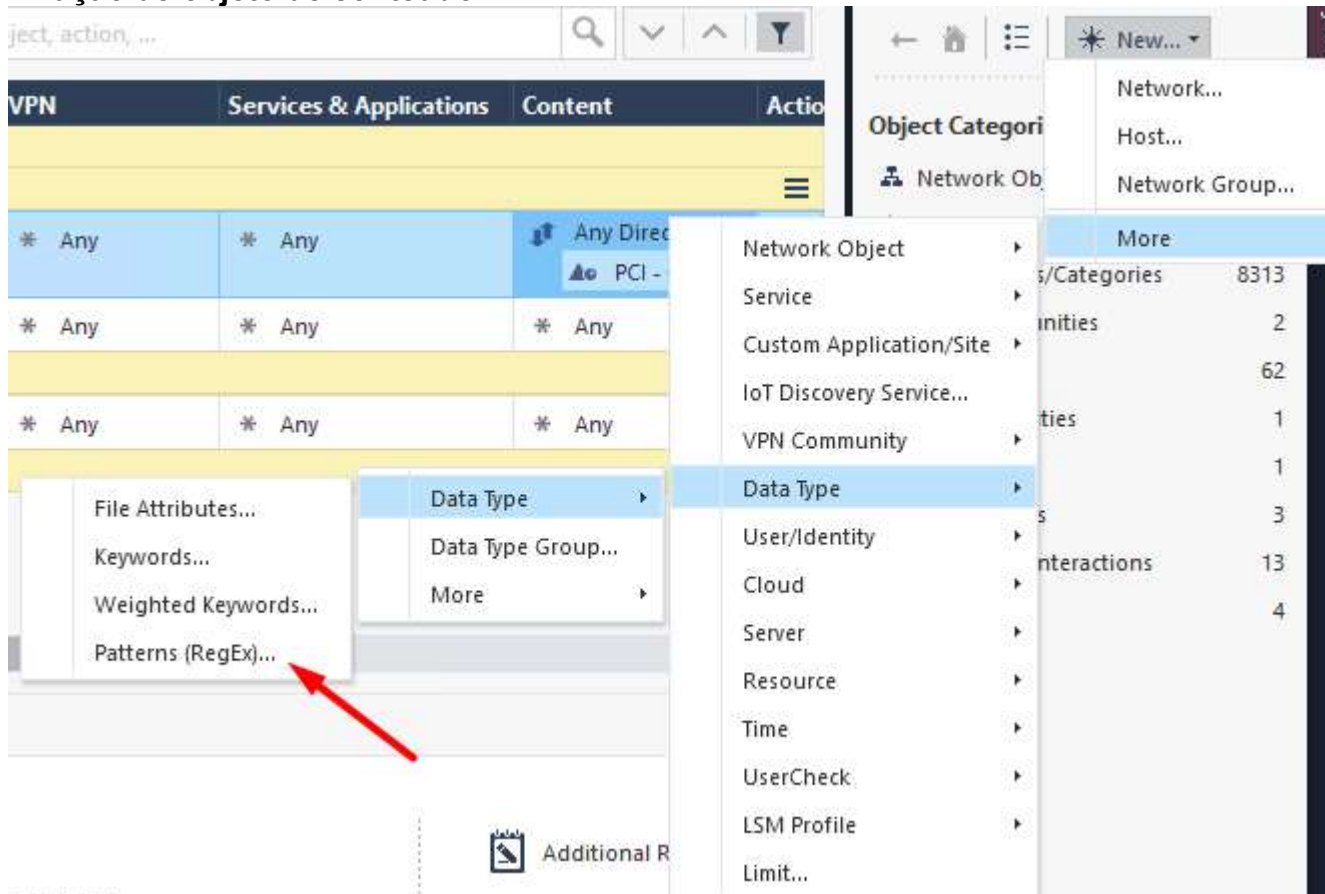 ject, action, ...
New...
VPN
Services & Applications
Content
Actio
Network...
Host...
Network Group...
More
Object Categori
Network Ob
Any
Any
Any Direc
PCI -
Any
Any
Any
Any
Any
Any
s/Categories 8313
unities 2
62
ties 1
1
s 3
nteractions 13
4
Network Object
Service
Custom Application/Site
IoT Discovery Service...
VPN Community
Data Type
User/Identity
Cloud
Server
Resource
Time
UserCheck
LSM Profile
Limit...
Data Type
Data Type Group...
More
File Attributes...
Keywords...
Weighted Keywords...
Patterns (RegEx)...
Additional R